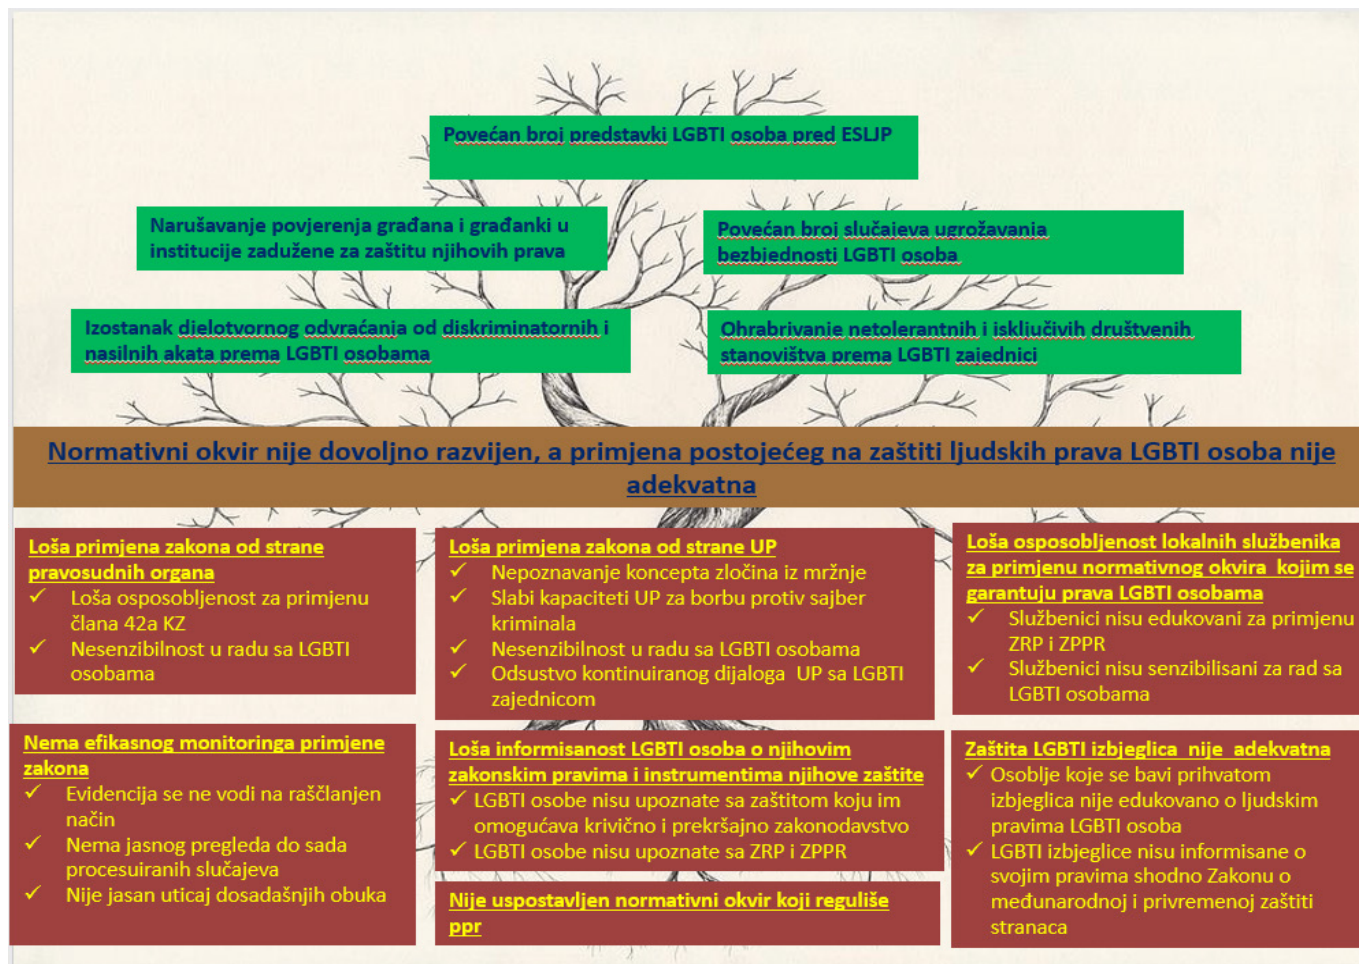 Povećan broj predstavki LGBTI osoba pred ESLJP
Narušavanje povjerenja građana i građanki u
institucije zadužene za zaštitu njihovih prava
Povećan broj slučajeva ugrožavanja
bezbjednosti LGBTI osoba
Izostanak djelotvornog odvraćanja od diskriminatornih i
nasilnih akata prema LGBTI osobama
Ohrabrivanje netolerantnih i isključivih društvenih
stanovištva prema LGBTI zajednici
Normativni okvir nije dovoljno razvijen, a primjena postojećeg na zaštiti ljudskih prava LGBTI osoba nije
adekvatna
Loša primjena zakona od strane
pravosudnih organa
✓ Loša osposobljenost za primjenu
člana 42a KZ
✓ Nesenzibilnost u radu sa LGBTI
osobama
Loša primjena zakona od strane UP
✓ Nepoznavanje koncepta zločina iz mržnje
✓ Slabi kapaciteti UP za borbu protiv sajber
kriminala
✓ Nesenzibilnost u radu sa LGBTI osobama
✓ Odsustvo kontinuiranog dijaloga UP sa LGBTI
zajednicom
Loša osposobljenost lokalnih službenika
za primjenu normativnog okvira kojim se
garantuju prava LGBTI osobama
✓ Službenici nisu edukovani za primjenu
ZRP i ZPPR
✓ Službenici nisu senzibilisani za rad sa
LGBTI osobama
Nema efikasnog monitoringa primjene
zakona
✓ Evidencija se ne vodi na raščlanjen
način
✓ Nema jasnog pregleda do sada
procesuiranih slučajeva
✓ Nije jasan uticaj dosadašnjih obuka
Loša informisanost LGBTI osoba o njihovim
zakonskim pravima i instrumentima njihove zaštite
✓ LGBTI osobe nisu upoznate sa zaštitom koju im
omogućava krivično i prekršajno zakonodavstvo
✓ LGBTI osobe nisu upoznate sa ZRP i ZPPR
Nije uspostavljen normativni okvir koji reguliše
ppr
Zaštita LGBTI izbjeglica nije adekvatna
✓ Osoblje koje se bavi prihvatom
izbjeglica nije edukovano o ljudskim
pravima LGBTI osoba
✓ LGBTI izbjeglice nisu informisane o
svojim pravima shodno Zakonu o
međunarodnoj i privremenoj zaštiti
stranaca